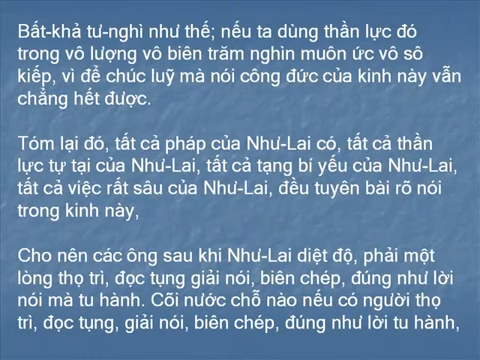 Bất-khả tư-nghì như thế; nếu ta dùng thần lực đó
trong vô lượng vô biên trăm nghìn muôn ức vô số
kiếp, vì để chúc luỹ mà nói công đức của kinh này vẫn
chẳng hết được.
Tóm lại đó, tất cả pháp của Như-Lai có, tất cả thần
lực tự tại của Như-Lai, tất cả tạng bí yếu của Như-Lai,
tất cả việc rất sâu của Như-Lai, đều tuyên bài rõ nói
trong kinh này,
Cho nên các ông sau khi Như-Lai diệt độ, phải một
lòng thọ trì, đọc tụng giải nói, biên chép, đúng như lời
nói mà tu hành. Cõi nước chỗ nào nếu có người thọ
trì, đọc tụng, giải nói, biên chép, đúng như lời tu hành,